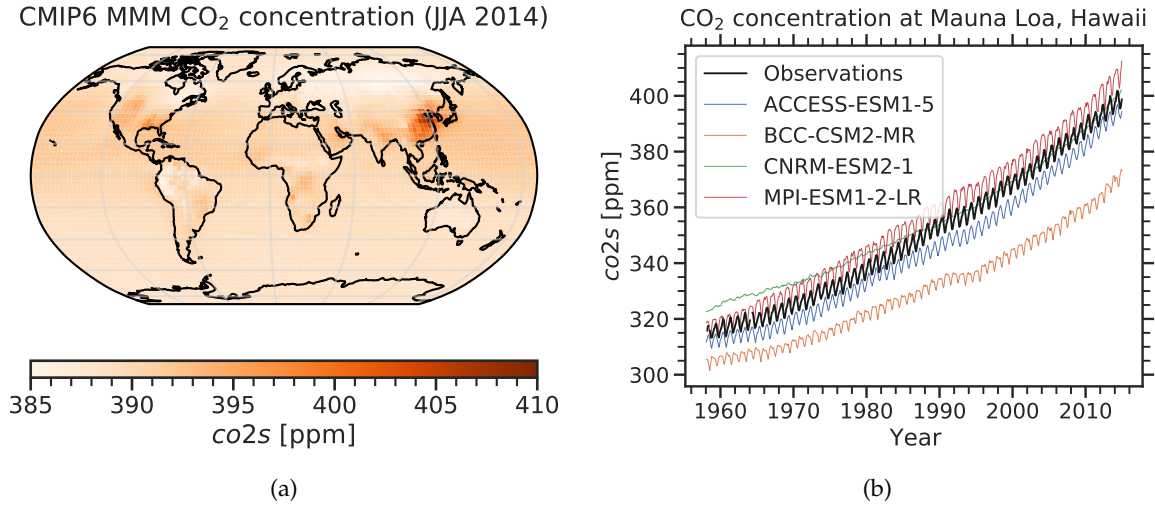 CMIP6 MMM CO₂ concentration (JJA 2014)
385 390 395 400 405 410
co2s [ppm]
(a)
CO₂ concentration at Mauna Loa, Hawaii
Observations
ACCESS-ESM1-5
BCC-CSM2-MR
CNRM-ESM2-1
MPI-ESM1-2-LR
400
380
360
340
320
300
co2s [ppm]
1960 1970 1980 1990 2000 2010
Year
(b)